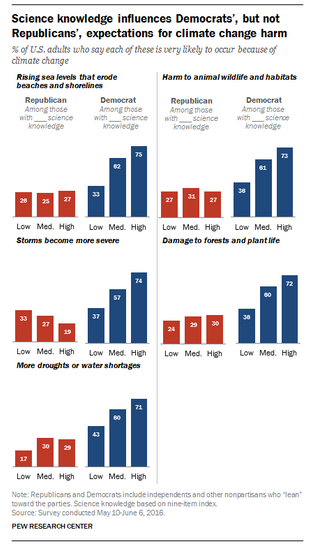 Science knowledge influences Democrats', but not
Republicans', expectations for climate change harm
% of U.S. adults who say each of these is very likely to occur because of
climate change
Rising sea levels that erode
beaches and shorelines
Republican
Among those
with ___ science
knowledge
Democrat
Among those
with ___ science
knowledge
26 25 27 33 62 75
Low Med. High Low Med. High
Harm to animal wildlife and habitats
Republican
Among those
with ___ science
knowledge
Democrat
Among those
with ___ science
knowledge
27 31 27 36 61 73
Low Med. High Low Med. High
Storms become more severe
33 27 19 37 57 74
Low Med. High Low Med. High
Damage to forests and plant life
24 29 30 36 60 72
Low Med. High Low Med. High
More droughts or water shortages
17 30 29 43 60 71
Low Med. High Low Med. High
Note: Republicans and Democrats include independents and other nonpartisans who "lean"
toward the parties. Science knowledge based on nine-item index.
Source: Survey conducted May 10-June 6, 2016.
PEW RESEARCH CENTER